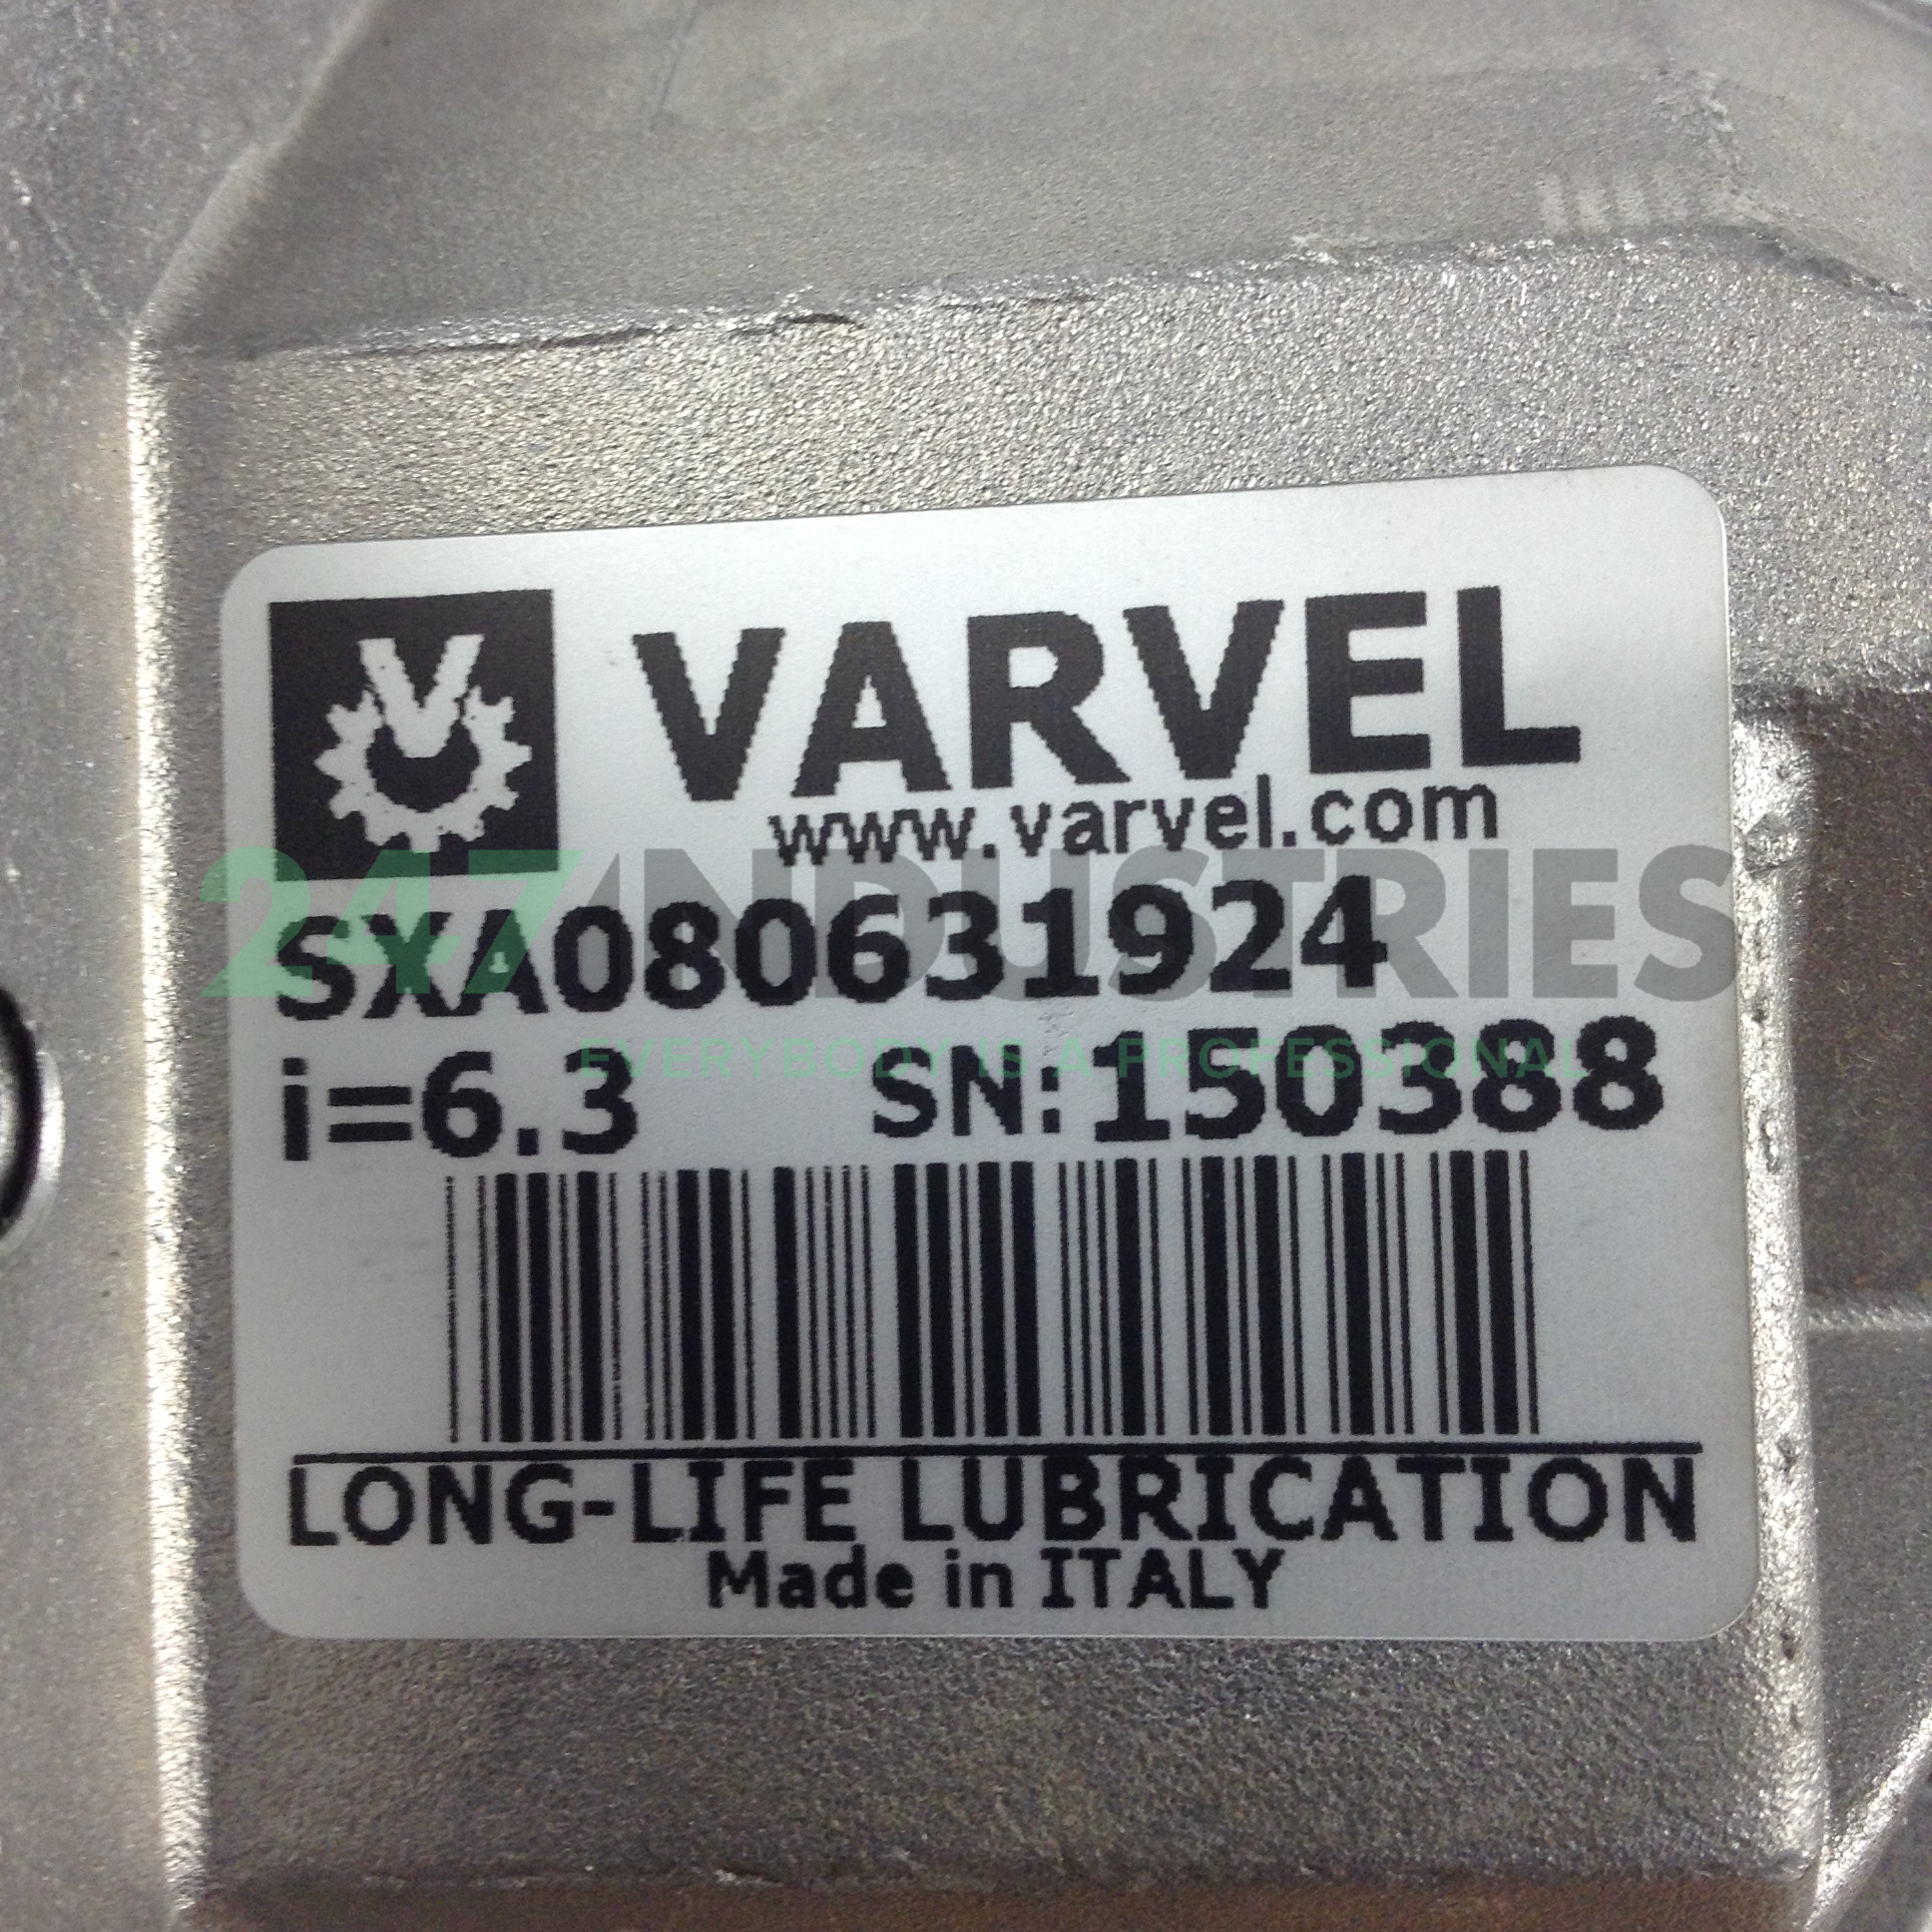 V
VARVEL
www.varvel.com
247 INDUSTRIES
SXA080631924
EVERYBODY IS A PROFESSIONAL
i=6.3 SN:150388
LONG-LIFE LUBRICATION
Made in ITALY